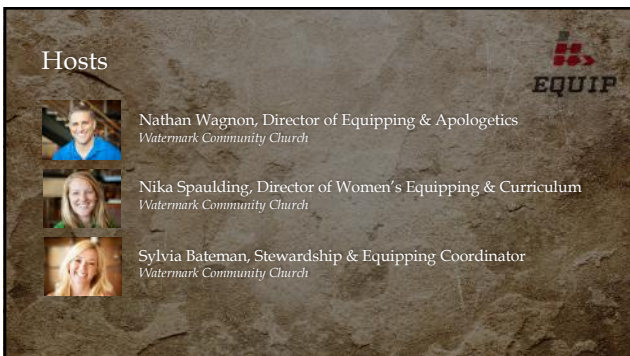 Hosts
EQUIP
Nathan Wagnon, Director of Equipping & Apologetics
Watermark Community Church
Nika Spaulding, Director of Women's Equipping & Curriculum
Watermark Community Church
Sylvia Bateman, Stewardship & Equipping Coordinator
Watermark Community Church